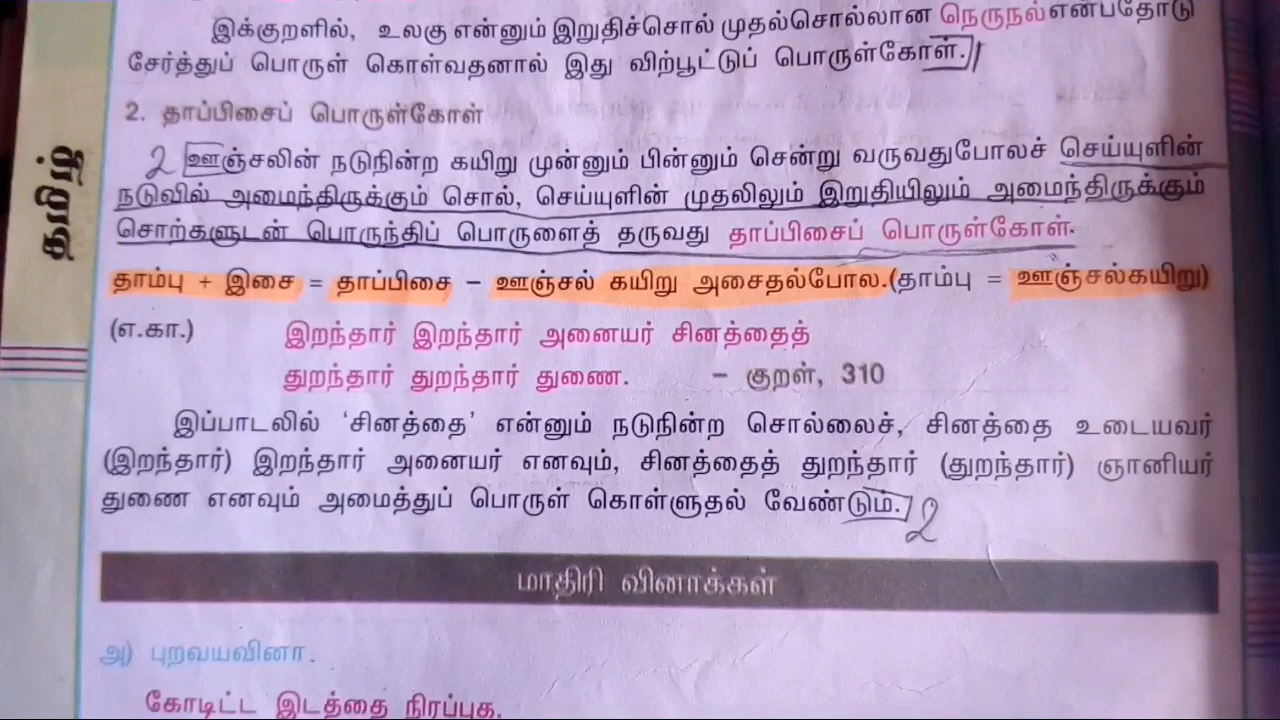 இக்குறளில், உலகு என்னும் இறுதிச்சொல் முதல்சொல்லான நெருநல் என்பதோடு
சேர்த்துப் பொருள் கொள்வதனால் இது விற்பூட்டுப் பொருள்கோள்.
2. தாப்பிசைப் பொருள்கோள்
2 ஊஞ்சலின் நடுநின்ற கயிறு முன்னும் பின்னும் சென்று வருவதுபோலச் செய்யுளின்
நடுவில் அமைந்திருக்கும் சொல், செய்யுளின் முதலிலும் இறுதியிலும் அமைந்திருக்கும்
சொற்களுடன் பொருந்திப் பொருளைத் தருவது தாப்பிசைப் பொருள்கோள்.
தாம்பு + இசை = தாப்பிசை – ஊஞ்சல் கயிறு அசைதல்போல.(தாம்பு = ஊஞ்சல்கயிறு)
(எ.கா.) இறந்தார் இறந்தார் அனையர் சினத்தைத்
துறந்தார் துறந்தார் துணை. – குறள், 310
இப்பாடலில் ‘சினத்தை’ என்னும் நடுநின்ற சொல்லைச், சினத்தை உடையவர்
(இறந்தார்) இறந்தார் அனையர் எனவும், சினத்தைத் துறந்தார் (துறந்தார்) ஞானியர்
துணை எனவும் அமைத்துப் பொருள் கொள்ளுதல் வேண்டும். 2
மாதிரி வினாக்கள்
அ) புறவயவினா.
கோடிட்ட இடத்தை நிரப்புக.
தமிழ்